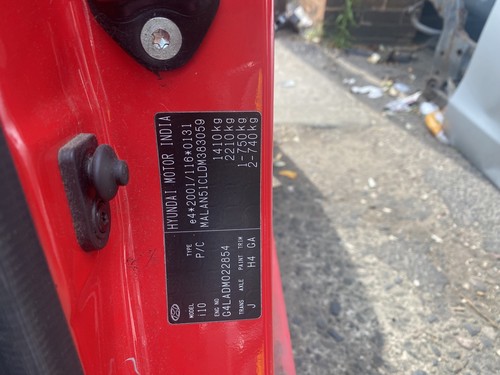 HYUNDAI MOTOR INDIA
e4*2001/116*0131
MALAN51CLDM383059
1410kg
2210kg
1-750kg
2-740kg
MODEL TYPE
i10 P/C
ENG NO
G4LADM022854
TRANS AXLE PAINT TRIM
J H4 GA